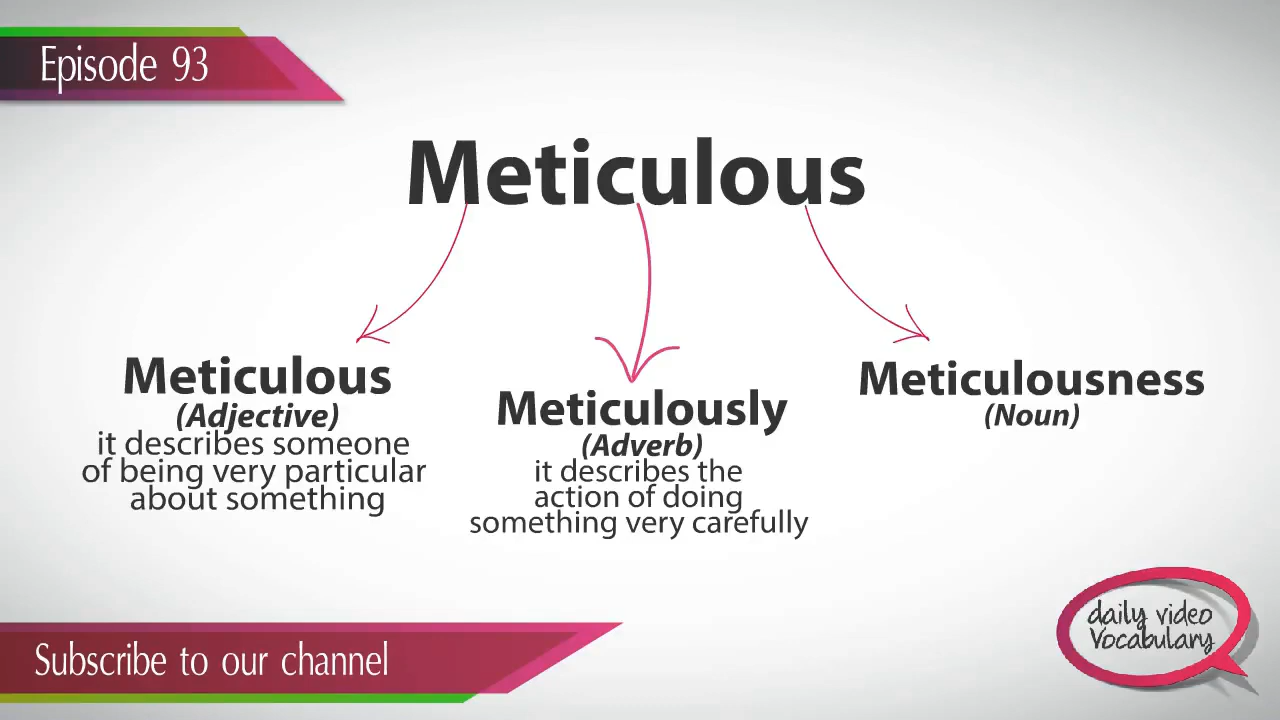 Episode 93
Meticulous
Meticulous
(Adjective)
it describes someone
of being very particular
about something
Meticulously
(Adverb)
it describes the
action of doing
something very carefully
Meticulousness
(Noun)
Subscribe to our channel
daily video
Vocabulary